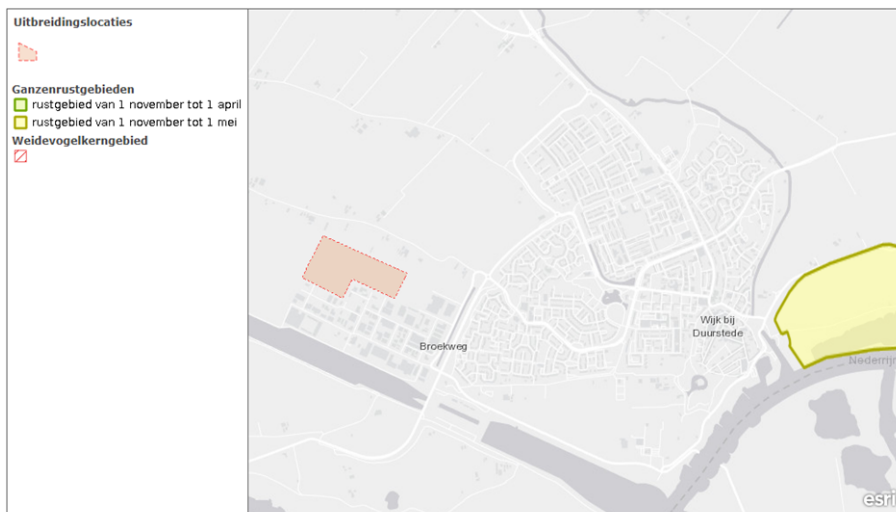 Uitbreidingslocaties
Ganzenrustgebieden
rustgebied van 1 november tot 1 april
rustgebied van 1 november tot 1 mei
Weidevogelkerngebied
Wijk bij
Duurstede
Broekweg
Nederrijn
esri